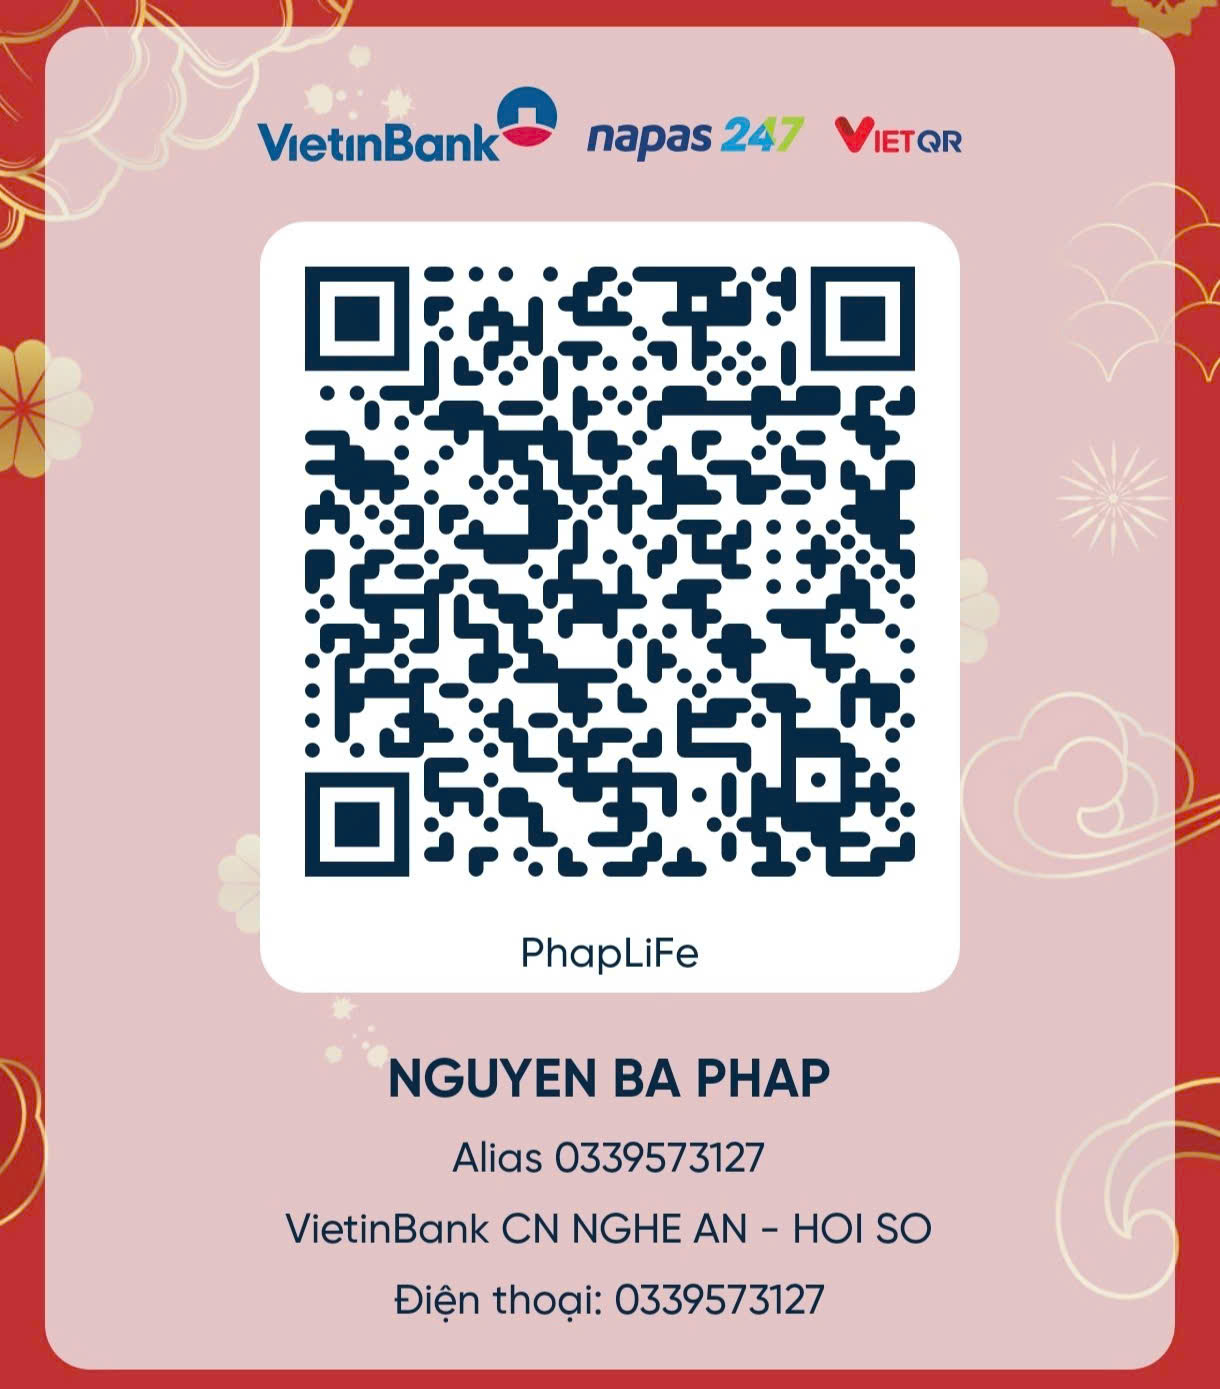 VietinBank napas 247 VIETQR
PhapLiFe
NGUYEN BA PHAP
Alias 0339573127
VietinBank CN NGHE AN - HOI SO
Điện thoại: 0339573127